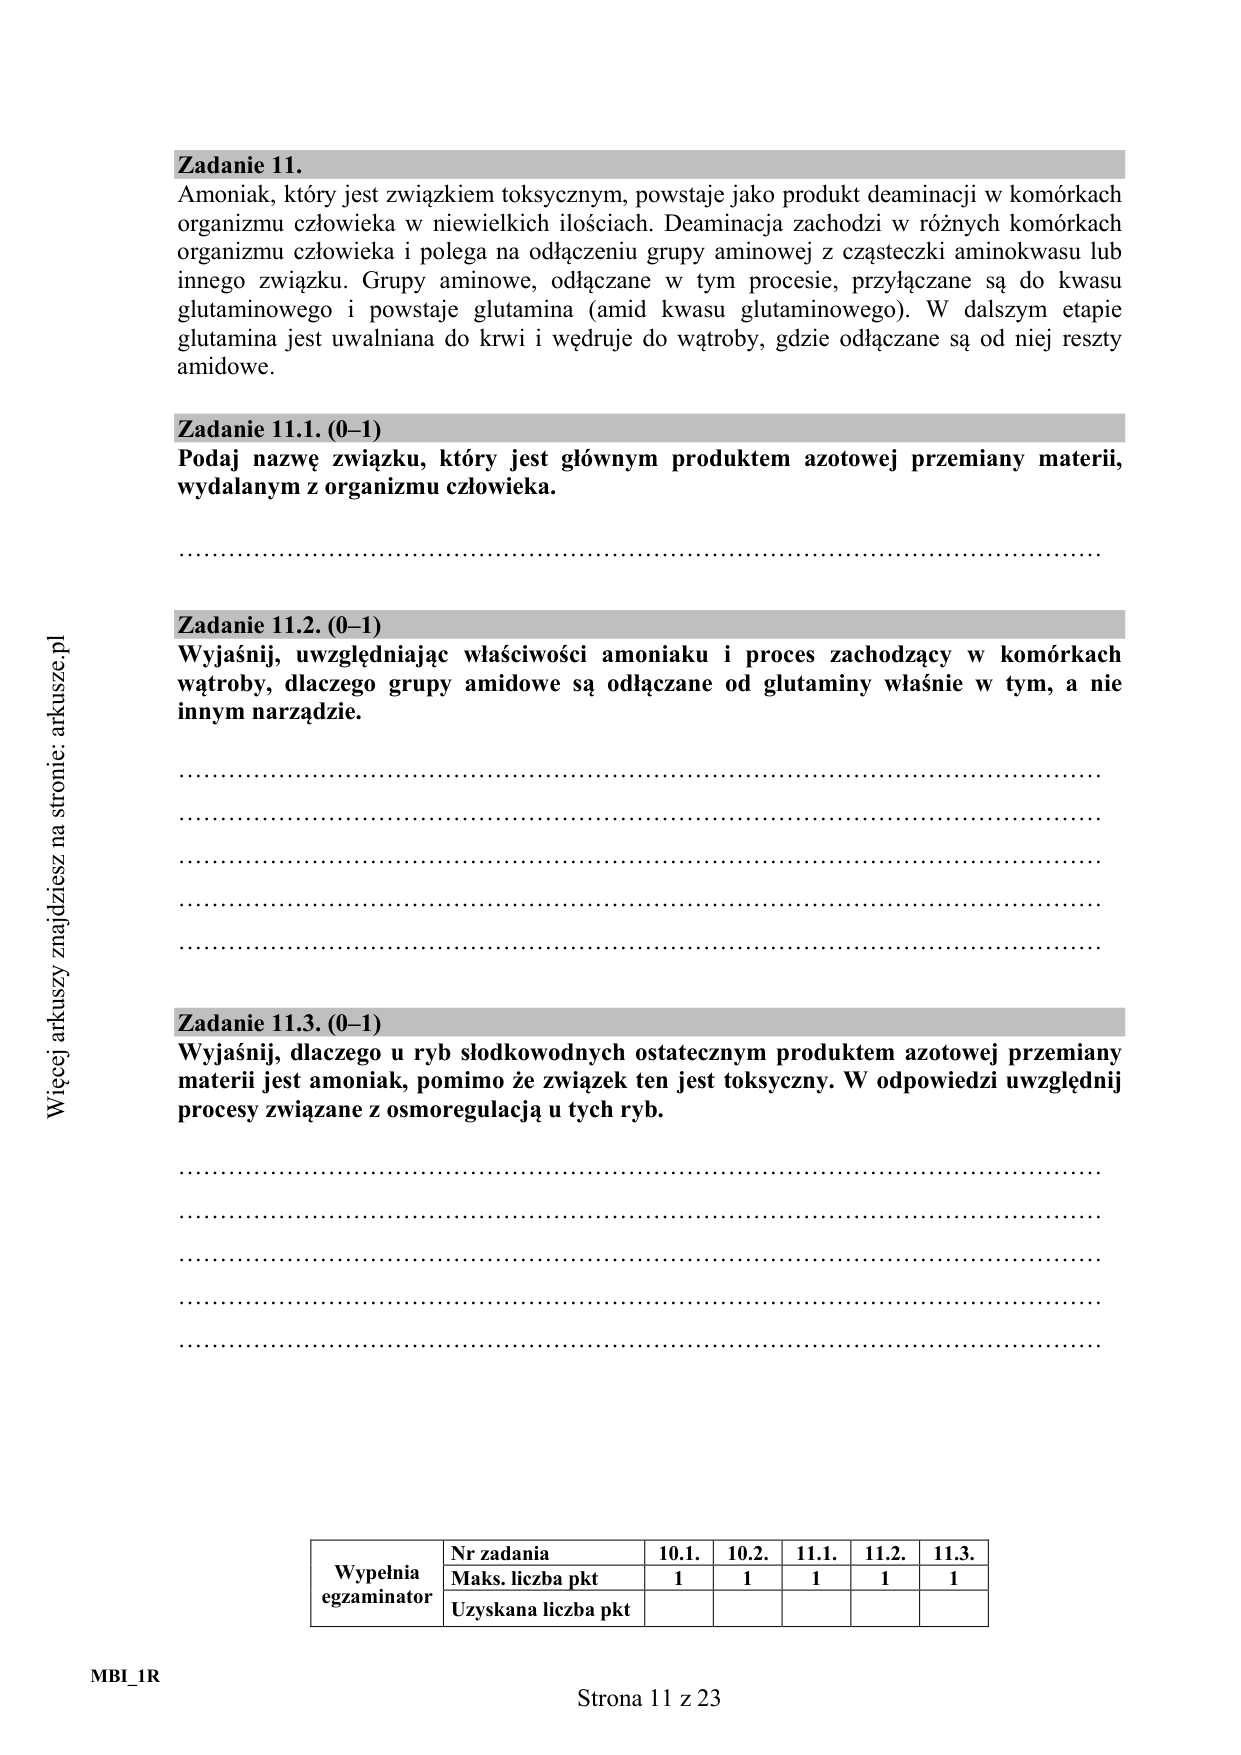 Zadanie 11.
Amoniak, który jest związkiem toksycznym, powstaje jako produkt deaminacji w komórkach
organizmu człowieka w niewielkich ilościach. Deaminacja zachodzi w różnych komórkach
organizmu człowieka i polega na odłączeniu grupy aminowej z cząsteczki aminokwasu lub
innego związku. Grupy aminowe, odłączane w tym procesie, przyłączane są do kwasu
glutaminowego i powstaje glutamina (amid kwasu glutaminowego). W dalszym etapie
glutamina jest uwalniana do krwi i wędruje do wątroby, gdzie odłączane są od niej reszty
amidowe.
Zadanie 11.1. (0–1)
Podaj nazwę związku, który jest głównym produktem azotowej przemiany materii,
wydalanym z organizmu człowieka.
Zadanie 11.2. (0–1)
Wyjaśnij, uwzględniając właściwości amoniaku i proces zachodzący w komórkach
wątroby, dlaczego grupy amidowe są odłączane od glutaminy właśnie w tym, a nie
innym narządzie.
Zadanie 11.3. (0–1)
Wyjaśnij, dlaczego u ryb słodkowodnych ostatecznym produktem azotowej przemiany
materii jest amoniak, pomimo że związek ten jest toksyczny. W odpowiedzi uwzględnij
procesy związane z osmoregulacją u tych ryb.
Wypełnia egzaminator
Nr zadania 10.1. 10.2. 11.1. 11.2. 11.3.
Maks. liczba pkt 1 1 1 1 1
Uzyskana liczba pkt
MBI_1R
Strona 11 z 23
Więcej arkuszy znajdziesz na stronie: arkusze.pl